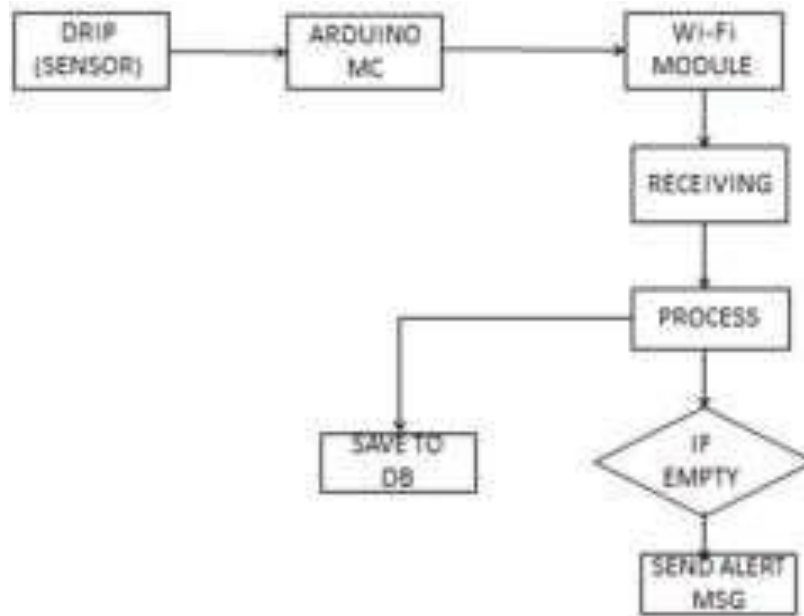 DRIP
(SENSOR)
ARDUINO
MC
Wi-Fi
MODULE
RECEIVING
PROCESS
SAVE TO
DB
IF
EMPTY
SEND ALERT
MSG